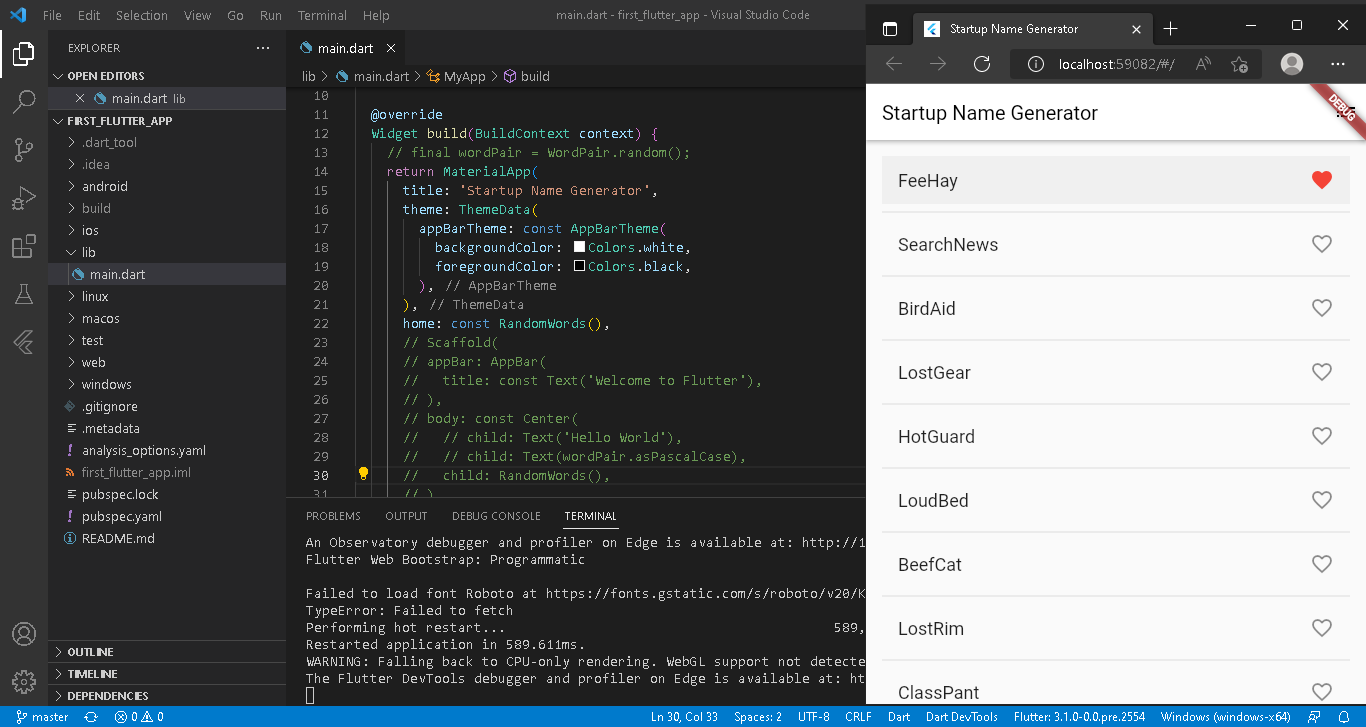 File Edit Selection View Go Run Terminal Help
main.dart - first_flutter_app - Visual Studio Code
EXPLORER
OPEN EDITORS
main.dart lib
FIRST_FLUTTER_APP
.dart_tool
.idea
android
build
ios
lib
main.dart
linux
macos
test
web
windows
.gitignore
.metadata
analysis_options.yaml
first_flutter_app.iml
pubspec.lock
pubspec.yaml
README.md
OUTLINE
TIMELINE
DEPENDENCIES
main.dart
lib > main.dart > MyApp > build
10
11 @override
12 Widget build(BuildContext context) {
13 // final wordPair = WordPair.random();
14 return MaterialApp(
15 title: 'Startup Name Generator',
16 theme: ThemeData(
17 appBarTheme: const AppBarTheme(
18 backgroundColor: Colors.white,
19 foregroundColor: Colors.black,
20 ), // AppBarTheme
21 ), // ThemeData
22 home: const RandomWords(),
23 // Scaffold(
24 // appBar: AppBar(
25 //   title: const Text('Welcome to Flutter'),
26 // ),
27 // body: const Center(
28 //   // child: Text('Hello World'),
29 //   // child: Text(wordPair.asPascalCase),
30 //   child: RandomWords(),
31 // )
PROBLEMS OUTPUT DEBUG CONSOLE TERMINAL
An Observatory debugger and profiler on Edge is available at: http://1
Flutter Web Bootstrap: Programmatic
Failed to load font Roboto at https://fonts.gstatic.com/s/roboto/v20/K
TypeError: Failed to fetch
Performing hot restart... 589,
Restarted application in 589.611ms.
WARNING: Falling back to CPU-only rendering. WebGL support not detecte
The Flutter DevTools debugger and profiler on Edge is available at: ht
Startup Name Generator
localhost:59082/#/
Startup Name Generator
DEBUG
FeeHay
SearchNews
BirdAid
LostGear
HotGuard
LoudBed
BeefCat
LostRim
ClassPant
master 0 0 Ln 30, Col 33 Spaces: 2 UTF-8 CRLF Dart Dart DevTools Flutter: 3.1.0-0.0.pre.2554 Windows (windows-x64)